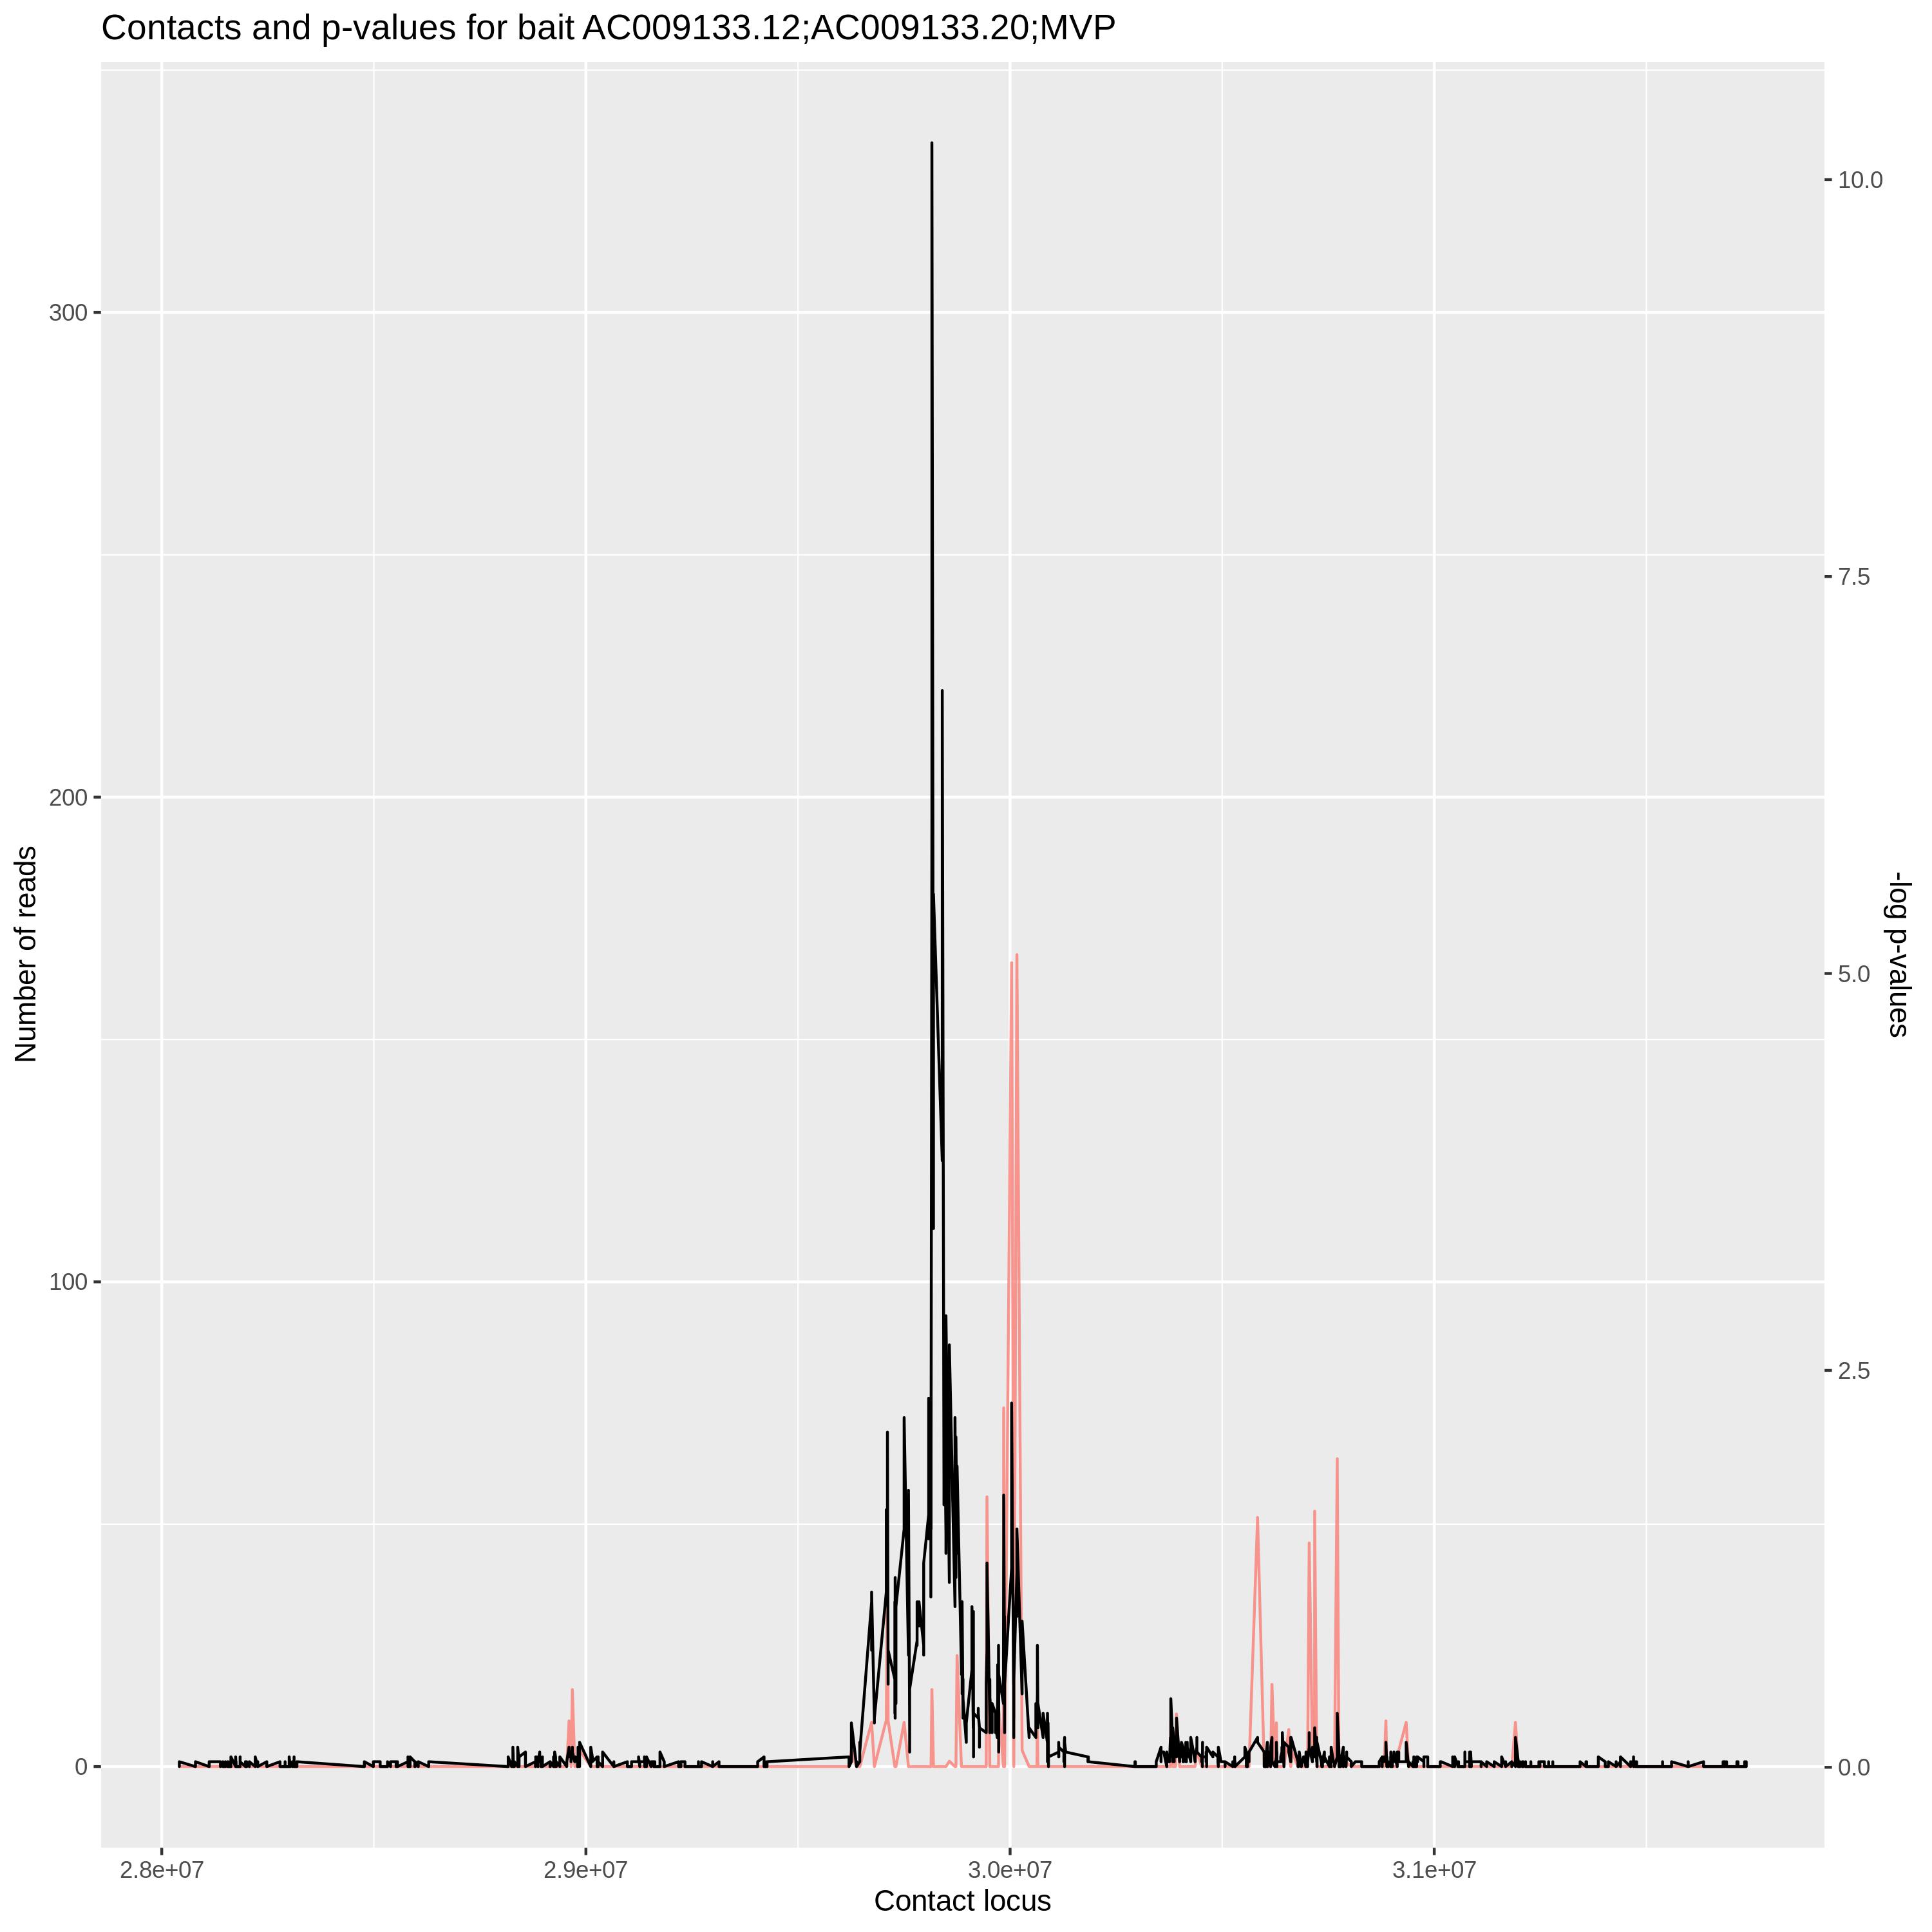 Contacts and p-values for bait AC009133.12;AC009133.20;MVP
Number of reads
300
200
100
0
10.0
7.5
5.0
2.5
0.0
-log p-values
2.8e+07
2.9e+07
3.0e+07
3.1e+07
Contact locus